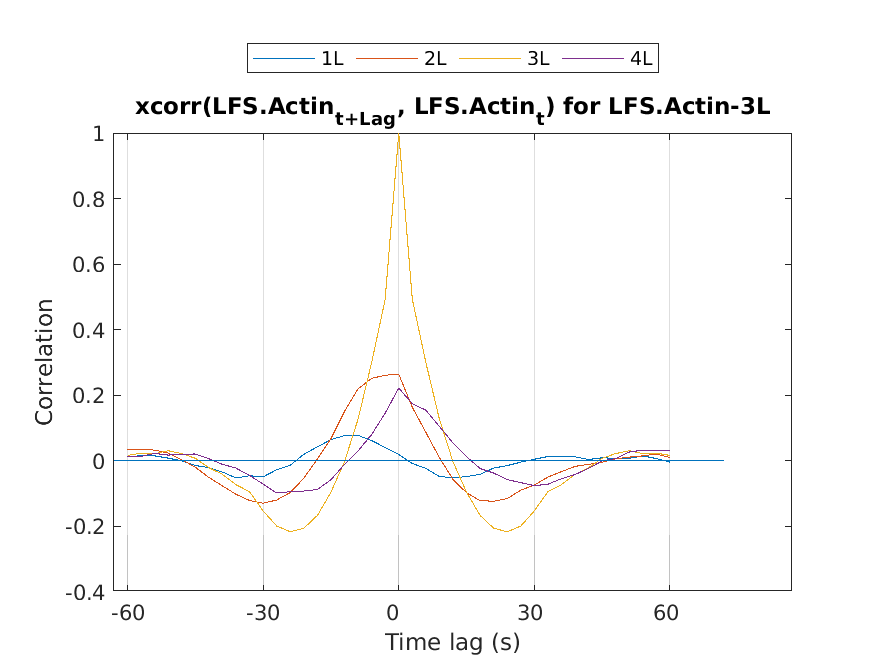 1L 2L 3L 4L
xcorr(LFS.Actin_{t+Lag}, LFS.Actin_t) for LFS.Actin-3L
1
0.8
0.6
0.4
0.2
0
-0.2
-0.4
Correlation
-60 -30 0 30 60
Time lag (s)